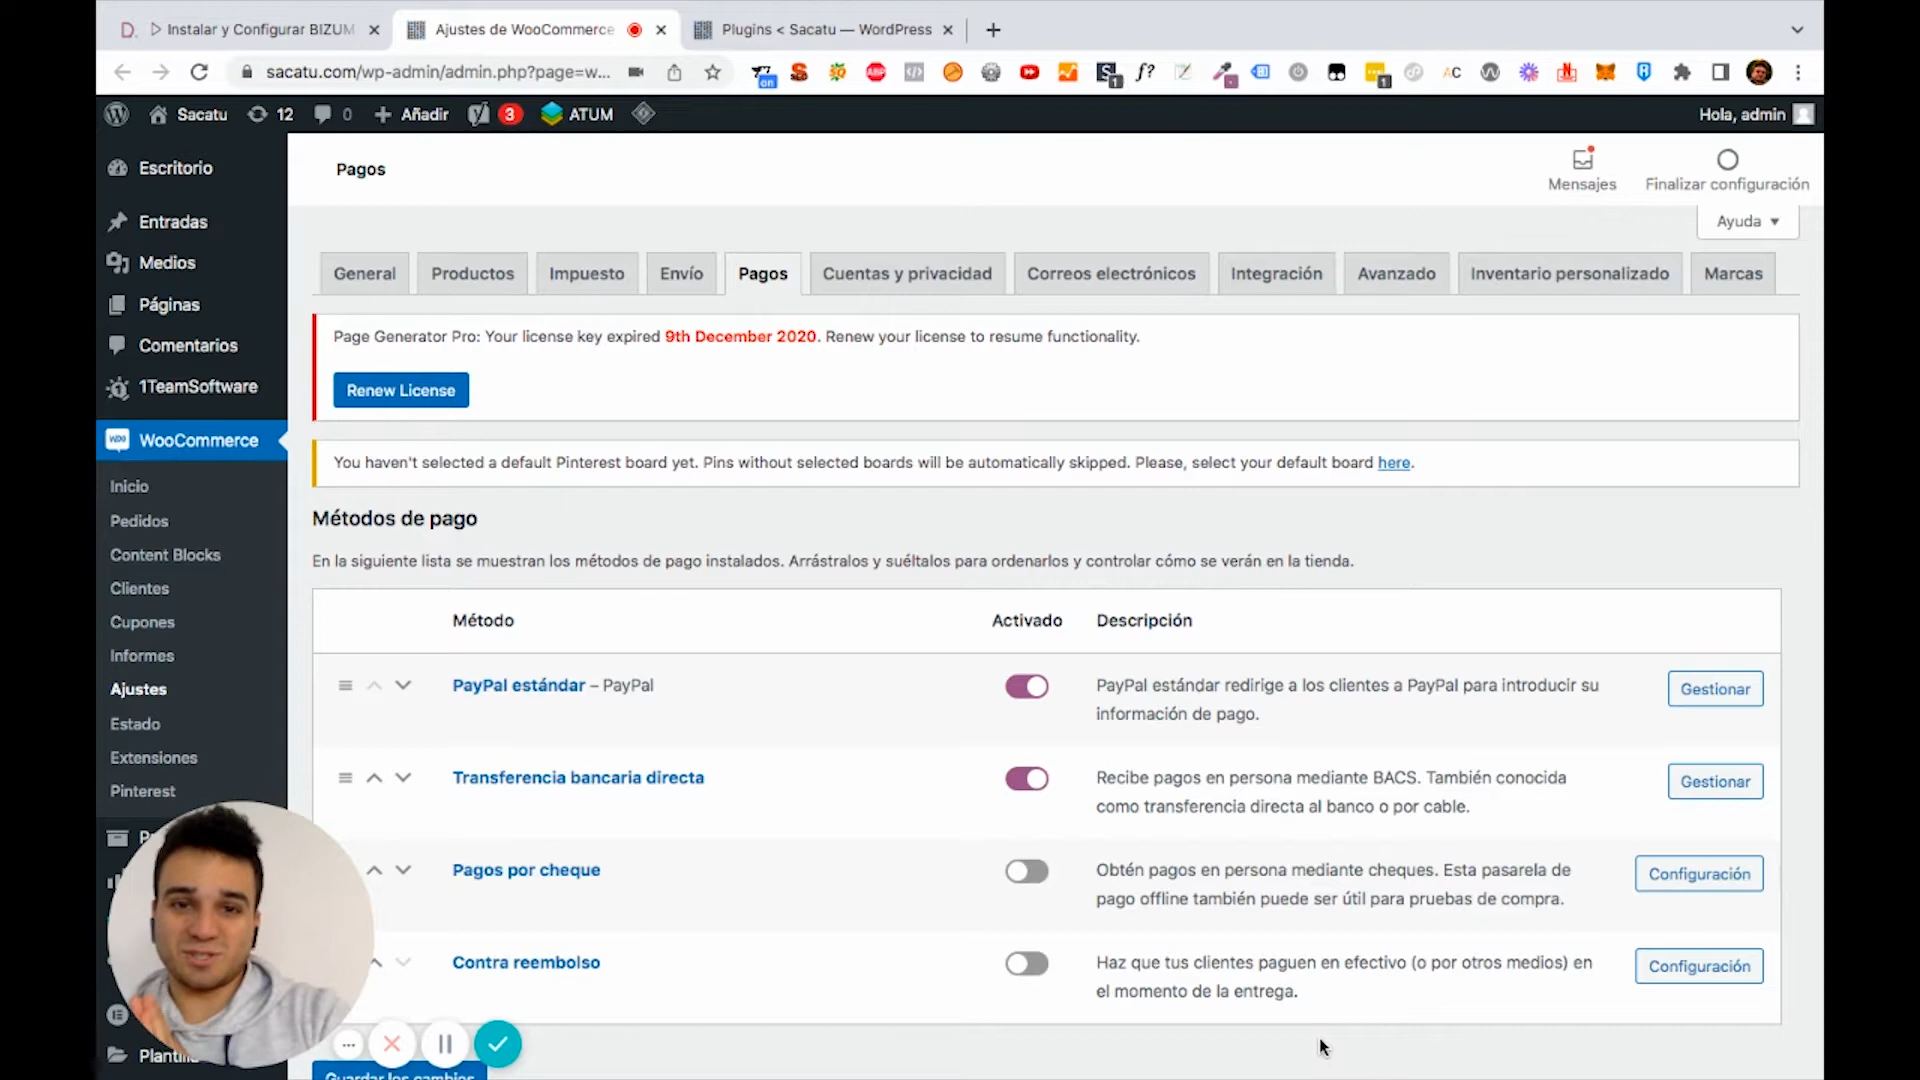 Instalar y Configurar BIZUM
Ajustes de WooCommerce
Plugins < Sacatu — WordPress
sacatu.com/wp-admin/admin.php?page=w...
Sacatu
12
0
Añadir
3
ATUM
Hola, admin
Escritorio
Entradas
Medios
Páginas
Comentarios
1TeamSoftware
WooCommerce
Inicio
Pedidos
Content Blocks
Clientes
Cupones
Informes
Ajustes
Estado
Extensiones
Pinterest
Pagos
Mensajes
Finalizar configuración
Ayuda
General
Productos
Impuesto
Envío
Pagos
Cuentas y privacidad
Correos electrónicos
Integración
Avanzado
Inventario personalizado
Marcas
Page Generator Pro: Your license key expired 9th December 2020. Renew your license to resume functionality.
Renew License
You haven't selected a default Pinterest board yet. Pins without selected boards will be automatically skipped. Please, select your default board here.
Métodos de pago
En la siguiente lista se muestran los métodos de pago instalados. Arrástralos y suéltalos para ordenarlos y controlar cómo se verán en la tienda.
Método
Activado
Descripción
PayPal estándar – PayPal
PayPal estándar redirige a los clientes a PayPal para introducir su
información de pago.
Gestionar
Transferencia bancaria directa
Recibe pagos en persona mediante BACS. También conocida
como transferencia directa al banco o por cable.
Gestionar
Pagos por cheque
Obtén pagos en persona mediante cheques. Esta pasarela de
pago offline también puede ser útil para pruebas de compra.
Configuración
Contra reembolso
Haz que tus clientes paguen en efectivo (o por otros medios) en
el momento de la entrega.
Configuración
Guardar los cambios